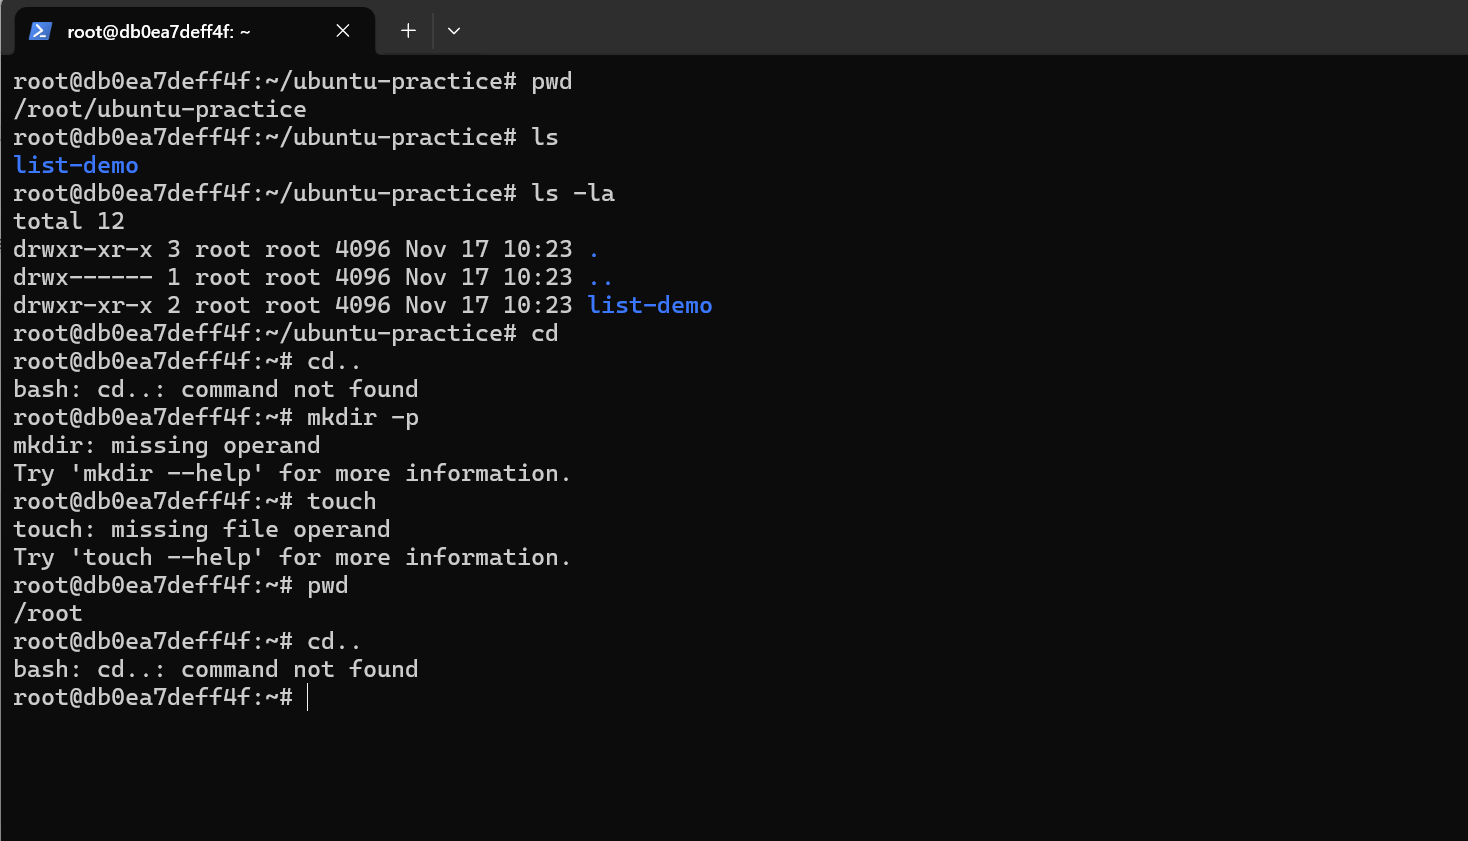 root@db0ea7deff4f: ~
root@db0ea7deff4f:~/ubuntu-practice# pwd
/root/ubuntu-practice
root@db0ea7deff4f:~/ubuntu-practice# ls
list-demo
root@db0ea7deff4f:~/ubuntu-practice# ls -la
total 12
drwxr-xr-x 3 root root 4096 Nov 17 10:23 .
drwx------ 1 root root 4096 Nov 17 10:23 ..
drwxr-xr-x 2 root root 4096 Nov 17 10:23 list-demo
root@db0ea7deff4f:~/ubuntu-practice# cd
root@db0ea7deff4f:~# cd..
bash: cd..: command not found
root@db0ea7deff4f:~# mkdir -p
mkdir: missing operand
Try 'mkdir --help' for more information.
root@db0ea7deff4f:~# touch
touch: missing file operand
Try 'touch --help' for more information.
root@db0ea7deff4f:~# pwd
/root
root@db0ea7deff4f:~# cd..
bash: cd..: command not found
root@db0ea7deff4f:~#